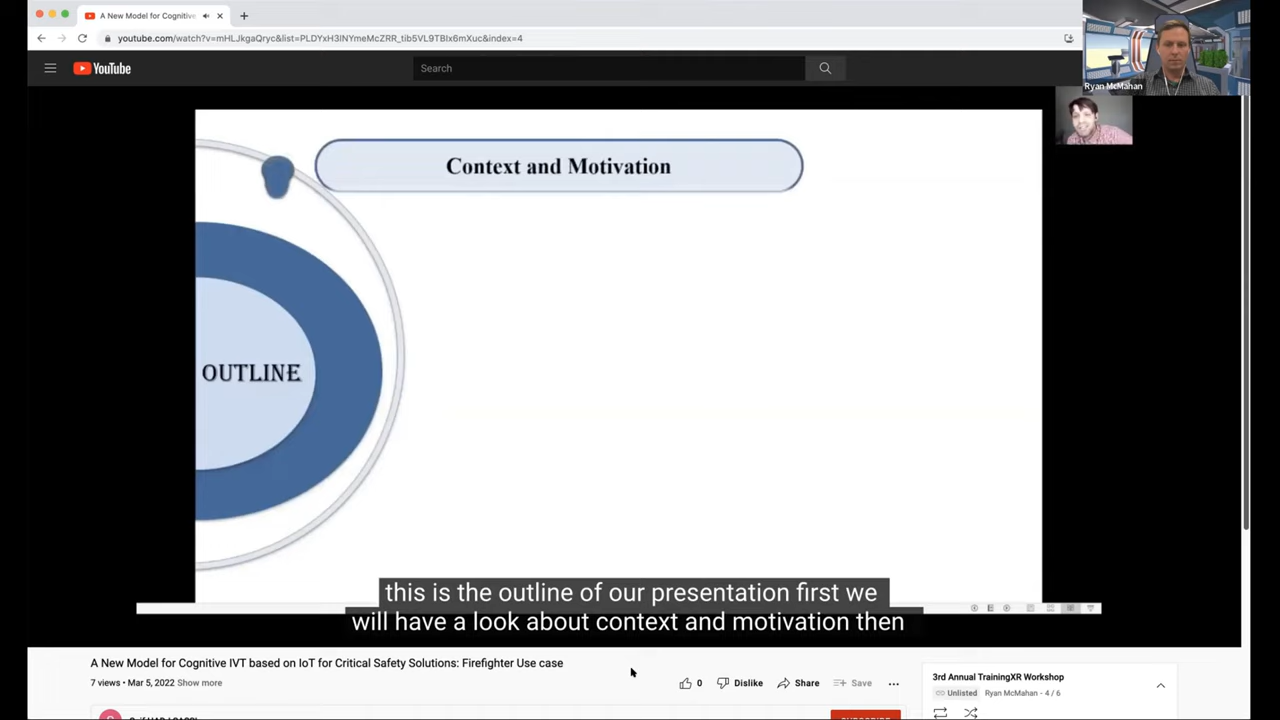 A New Model for Cognitive
youtube.com/watch?v=mHLJkgaQryc&list=PLDYxH3lNYmeMcZRR_tib5VL9TBlx6mXuc&index=4
YouTube
Search
Ryan McMahan
Context and Motivation
OUTLINE
this is the outline of our presentation first we
will have a look about context and motivation then
A New Model for Cognitive IVT based on IoT for Critical Safety Solutions: Firefighter Use case
7 views • Mar 5, 2022 Show more
0
Dislike
Share
Save
3rd Annual TrainingXR Workshop
Unlisted Ryan McMahan - 4 / 6